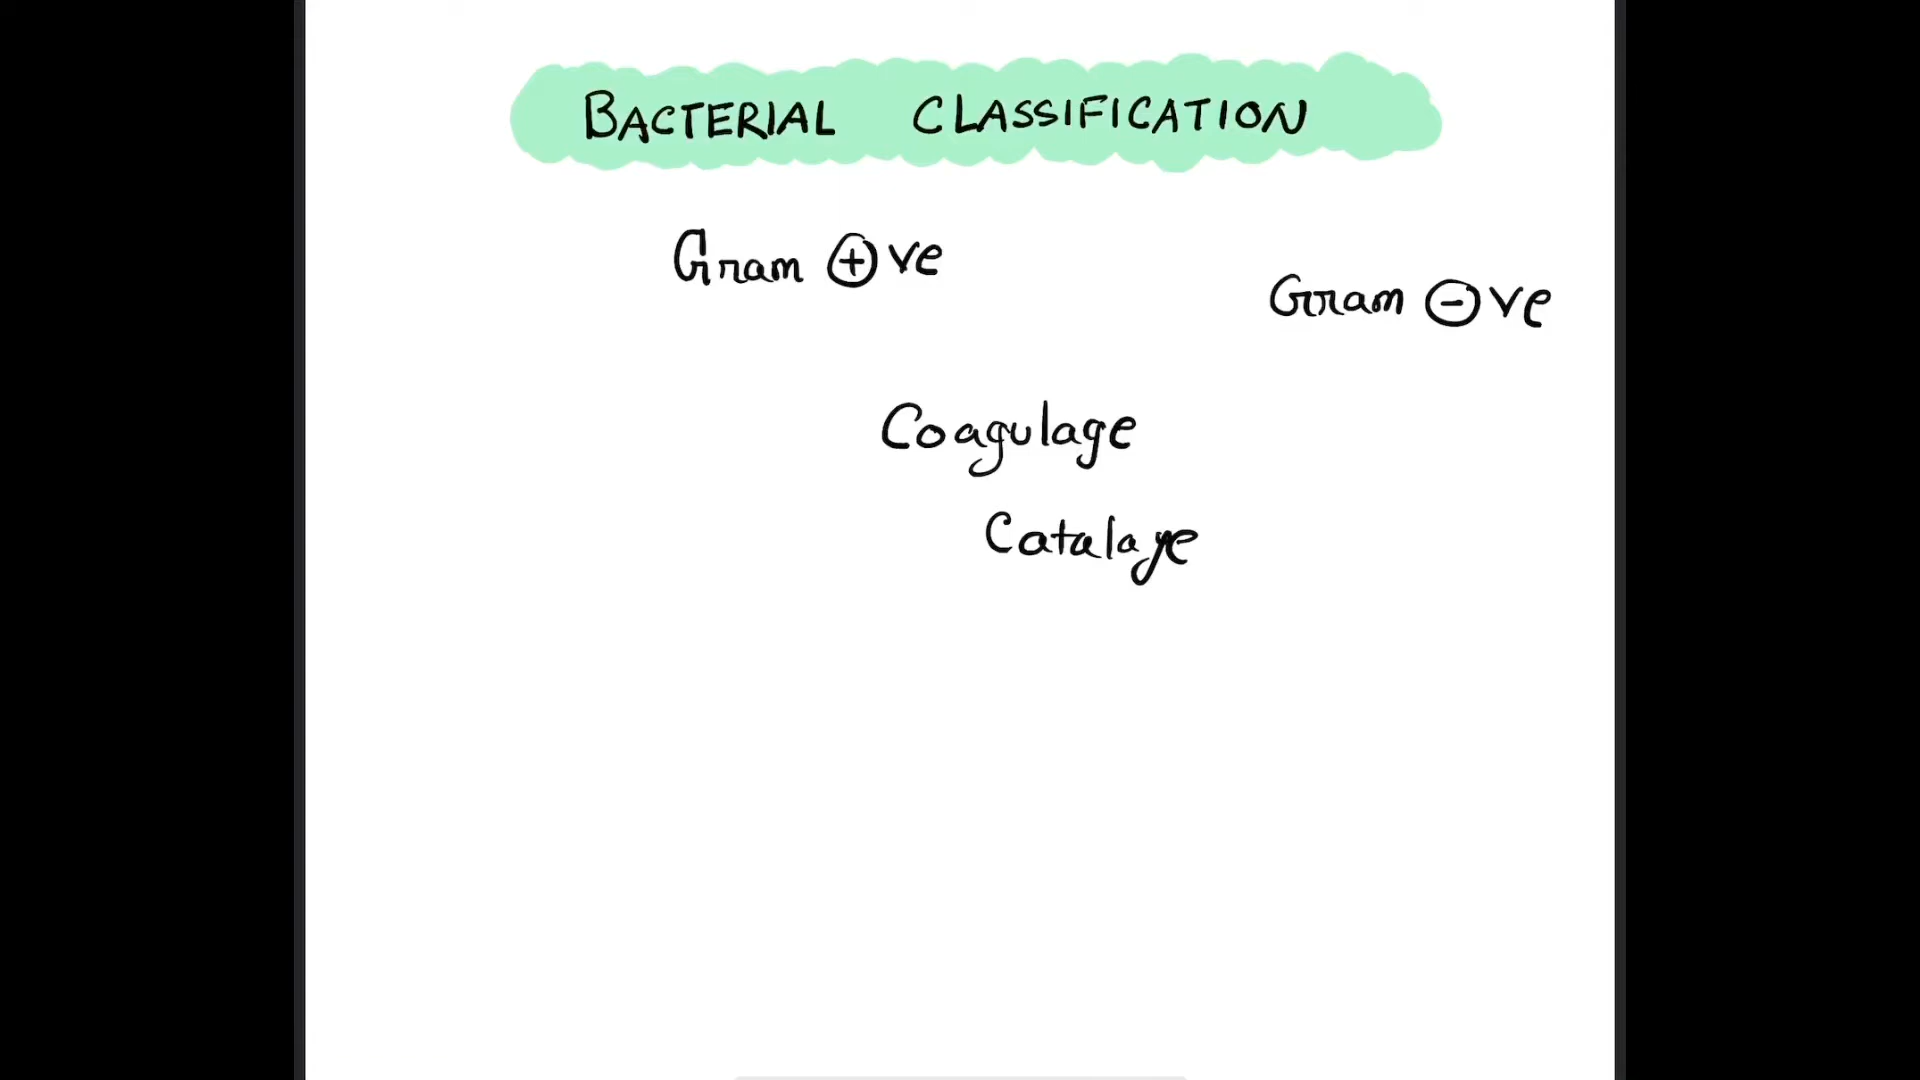 BACTERIAL CLASSIFICATION
Gram ⊕ve
Gram ⊖ve
Coagulage
Catalage